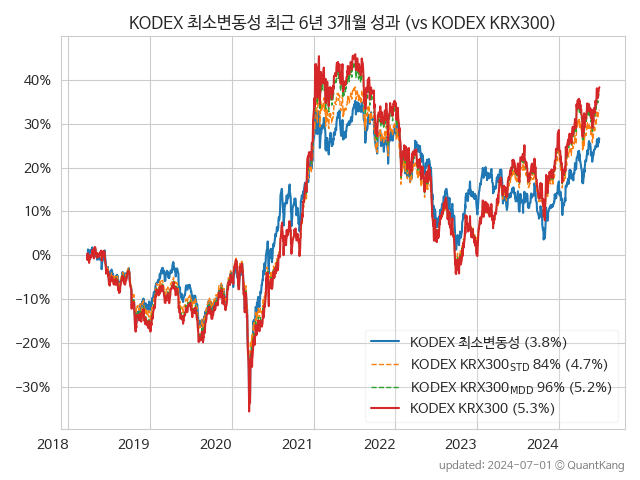 KODEX 최소변동성 최근 6년 3개월 성과 (vs KODEX KRX300)
40%
30%
20%
10%
0%
−10%
−20%
−30%
KODEX 최소변동성 (3.8%)
KODEX KRX300STD 84% (4.7%)
KODEX KRX300MDD 96% (5.2%)
KODEX KRX300 (5.3%)
2018 2019 2020 2021 2022 2023 2024
updated: 2024-07-01 © QuantKang